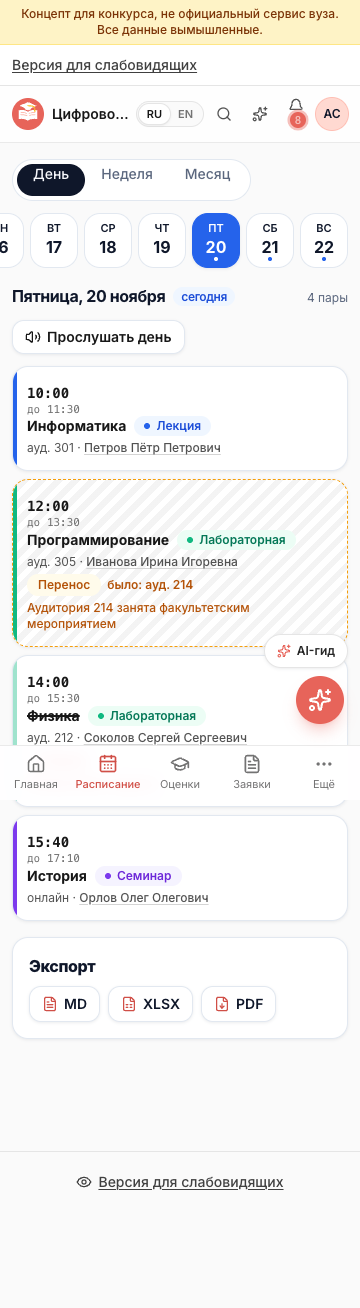 Концепт для конкурса, не официальный сервис вуза.
Все данные вымышленные.
Версия для слабовидящих
Цифрово...
RU EN
8
АС
День Неделя Месяц
ВТ СР ЧТ ПТ СБ ВС
17 18 19 20 21 22
Пятница, 20 ноября сегодня 4 пары
Прослушать день
10:00
до 11:30
Информатика Лекция
ауд. 301 · Петров Пётр Петрович
12:00
до 13:30
Программирование Лабораторная
ауд. 305 · Иванова Ирина Игоревна
Перенос было: ауд. 214
Аудитория 214 занята факультетским
мероприятием
AI-гид
14:00
до 15:30
Физика Лабораторная
ауд. 212 · Соколов Сергей Сергеевич
Главная Расписание Оценки Заявки Ещё
15:40
до 17:10
История Семинар
онлайн · Орлов Олег Олегович
Экспорт
MD XLSX PDF
Версия для слабовидящих